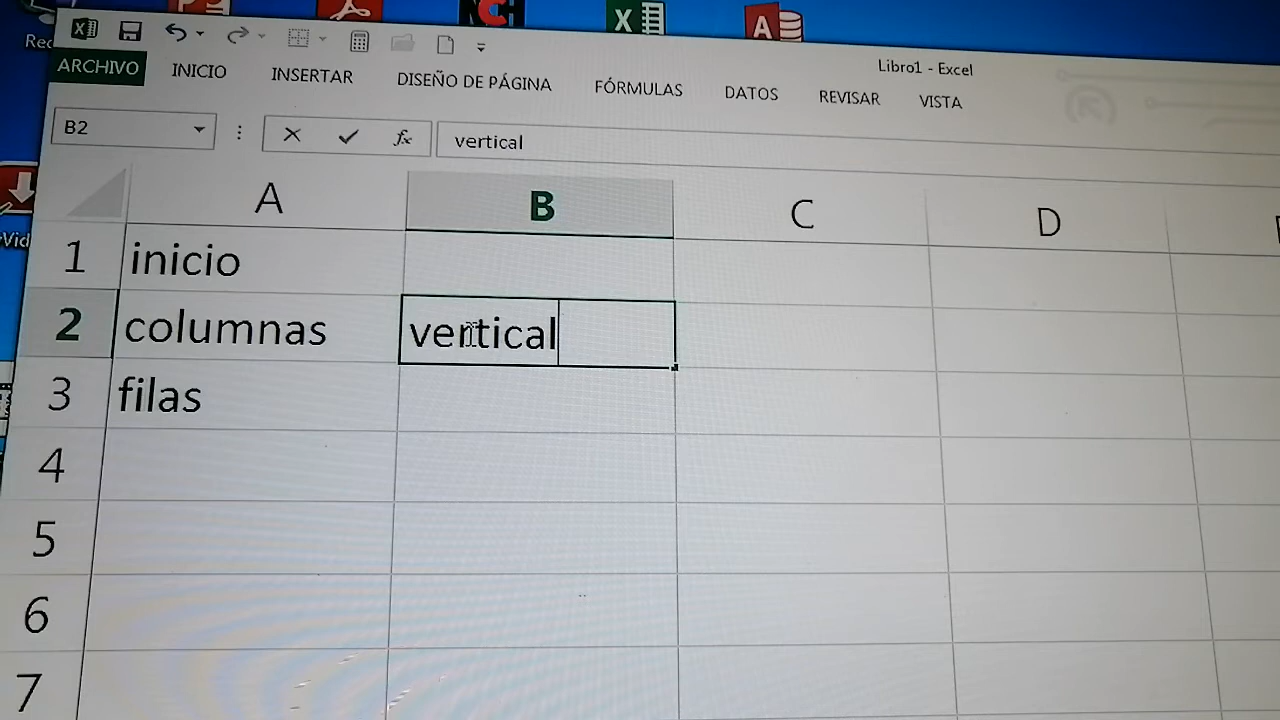 Rec
Libro1 - Excel
ARCHIVO INICIO INSERTAR DISEÑO DE PÁGINA FÓRMULAS DATOS REVISAR VISTA
B2 fx vertical
A B C D
1 inicio
2 columnas vertical
3 filas
4
5
6
7